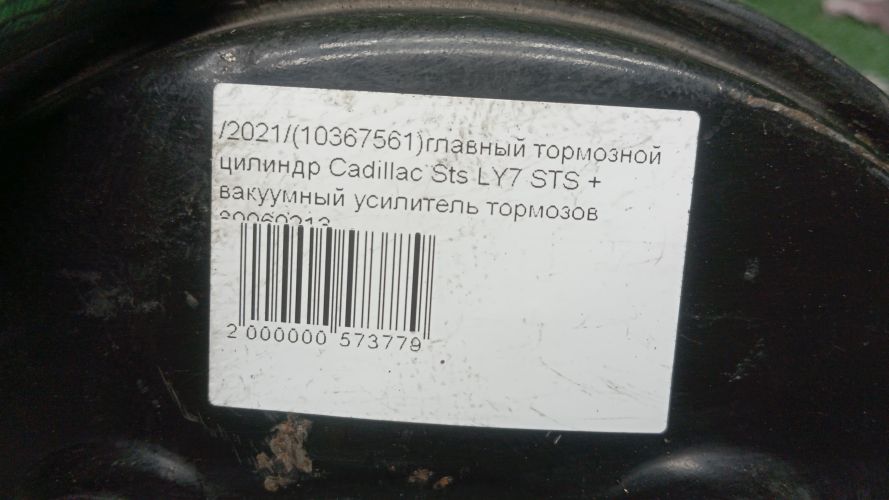 /2021/(10367561)главный тормозной
цилиндр Cadillac Sts LY7 STS +
вакуумный усилитель тормозов
2 000000 573779